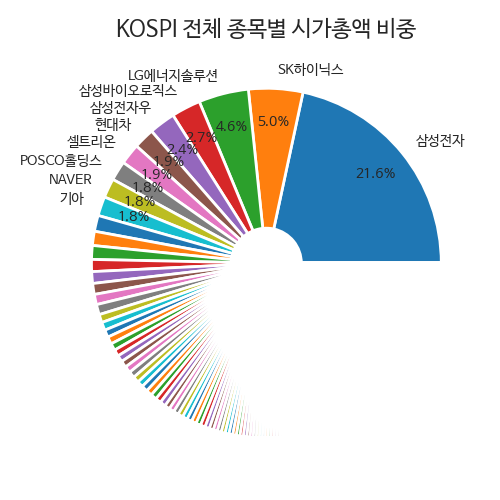 KOSPI 전체 종목별 시가총액 비중
삼성전자
21.6%
SK하이닉스
5.0%
LG에너지솔루션
4.6%
삼성바이오로직스
2.7%
삼성전자우
2.4%
현대차
1.9%
셀트리온
1.9%
POSCO홀딩스
1.8%
NAVER
1.8%
기아
1.8%